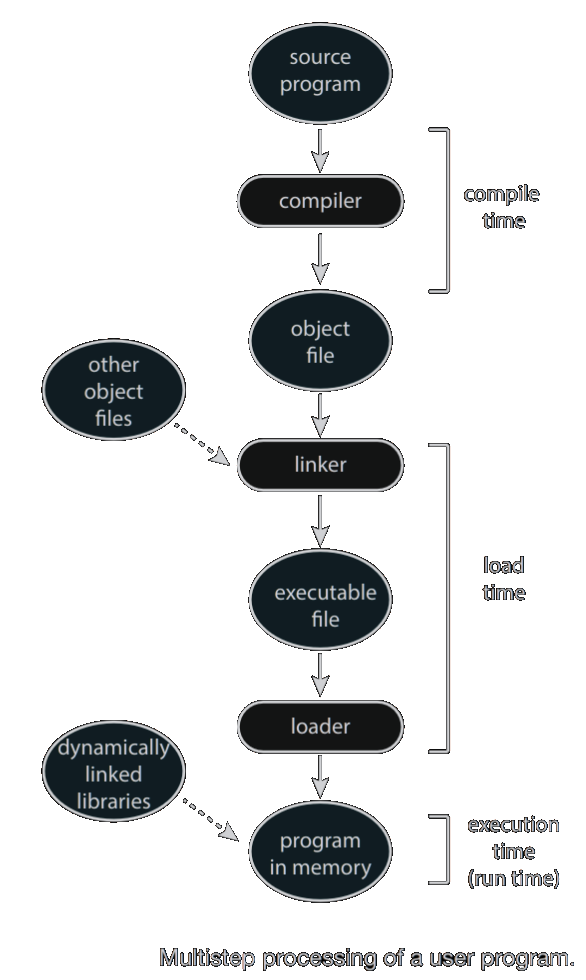 source
program
compiler
compile
time
object
file
other
object
files
linker
load
time
executable
file
loader
dynamically
linked
libraries
program
in memory
execution
time
(run time)
Multistep processing of a user program.